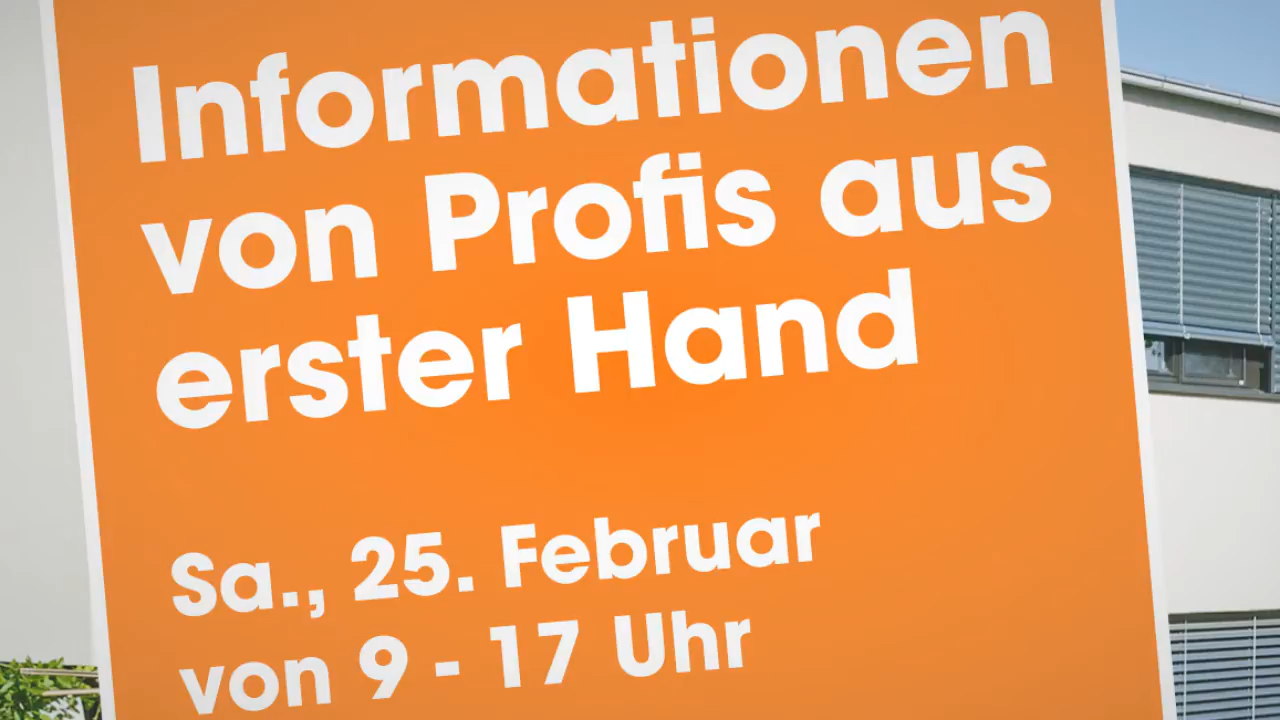 Informationen
von Profis aus
erster Hand
Sa., 25. Februar
von 9 - 17 Uhr